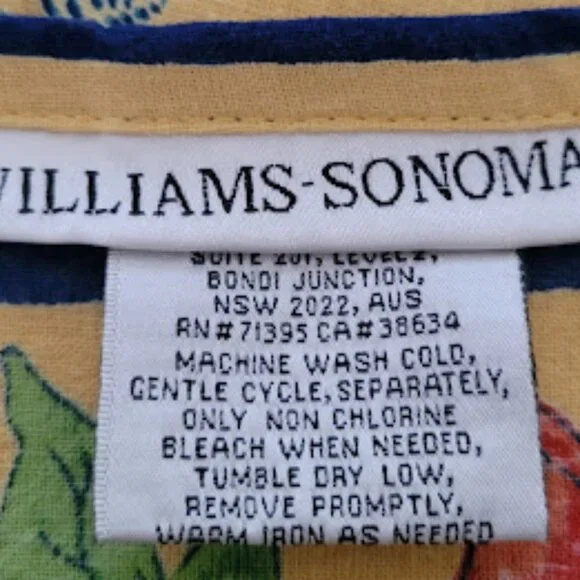 WILLIAMS-SONOMA
SUITE 201, LEVEL 2,
BONDI JUNCTION,
NSW 2022, AUS
RN#71395 CA#38634
MACHINE WASH COLD,
GENTLE CYCLE, SEPARATELY,
ONLY NON CHLORINE
BLEACH WHEN NEEDED,
TUMBLE DRY LOW,
REMOVE PROMPTLY,
WARM IRON AS NEEDED